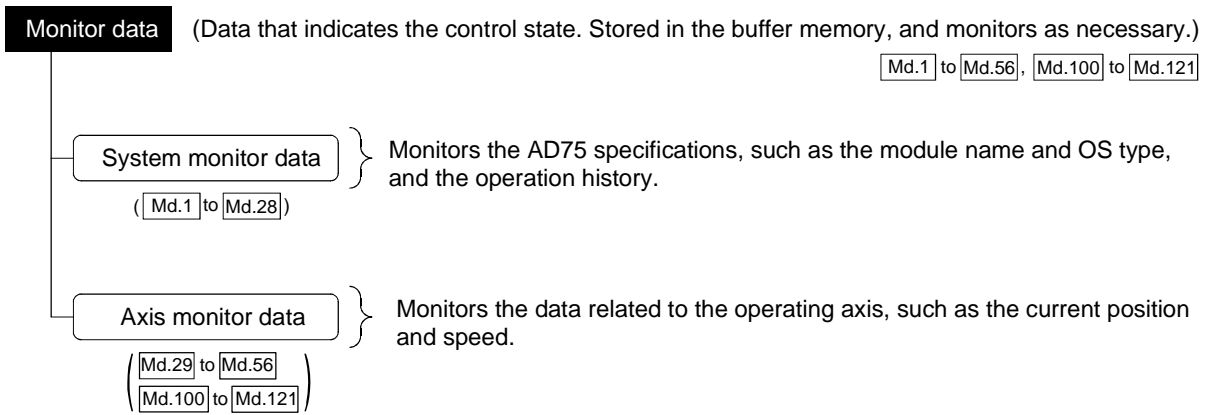 Monitor data (Data that indicates the control state. Stored in the buffer memory, and monitors as necessary.)
Md.1 to Md.56, Md.100 to Md.121
System monitor data
(Md.1 to Md.28)
Monitors the AD75 specifications, such as the module name and OS type,
and the operation history.
Axis monitor data
(Md.29 to Md.56
Md.100 to Md.121)
Monitors the data related to the operating axis, such as the current position
and speed.